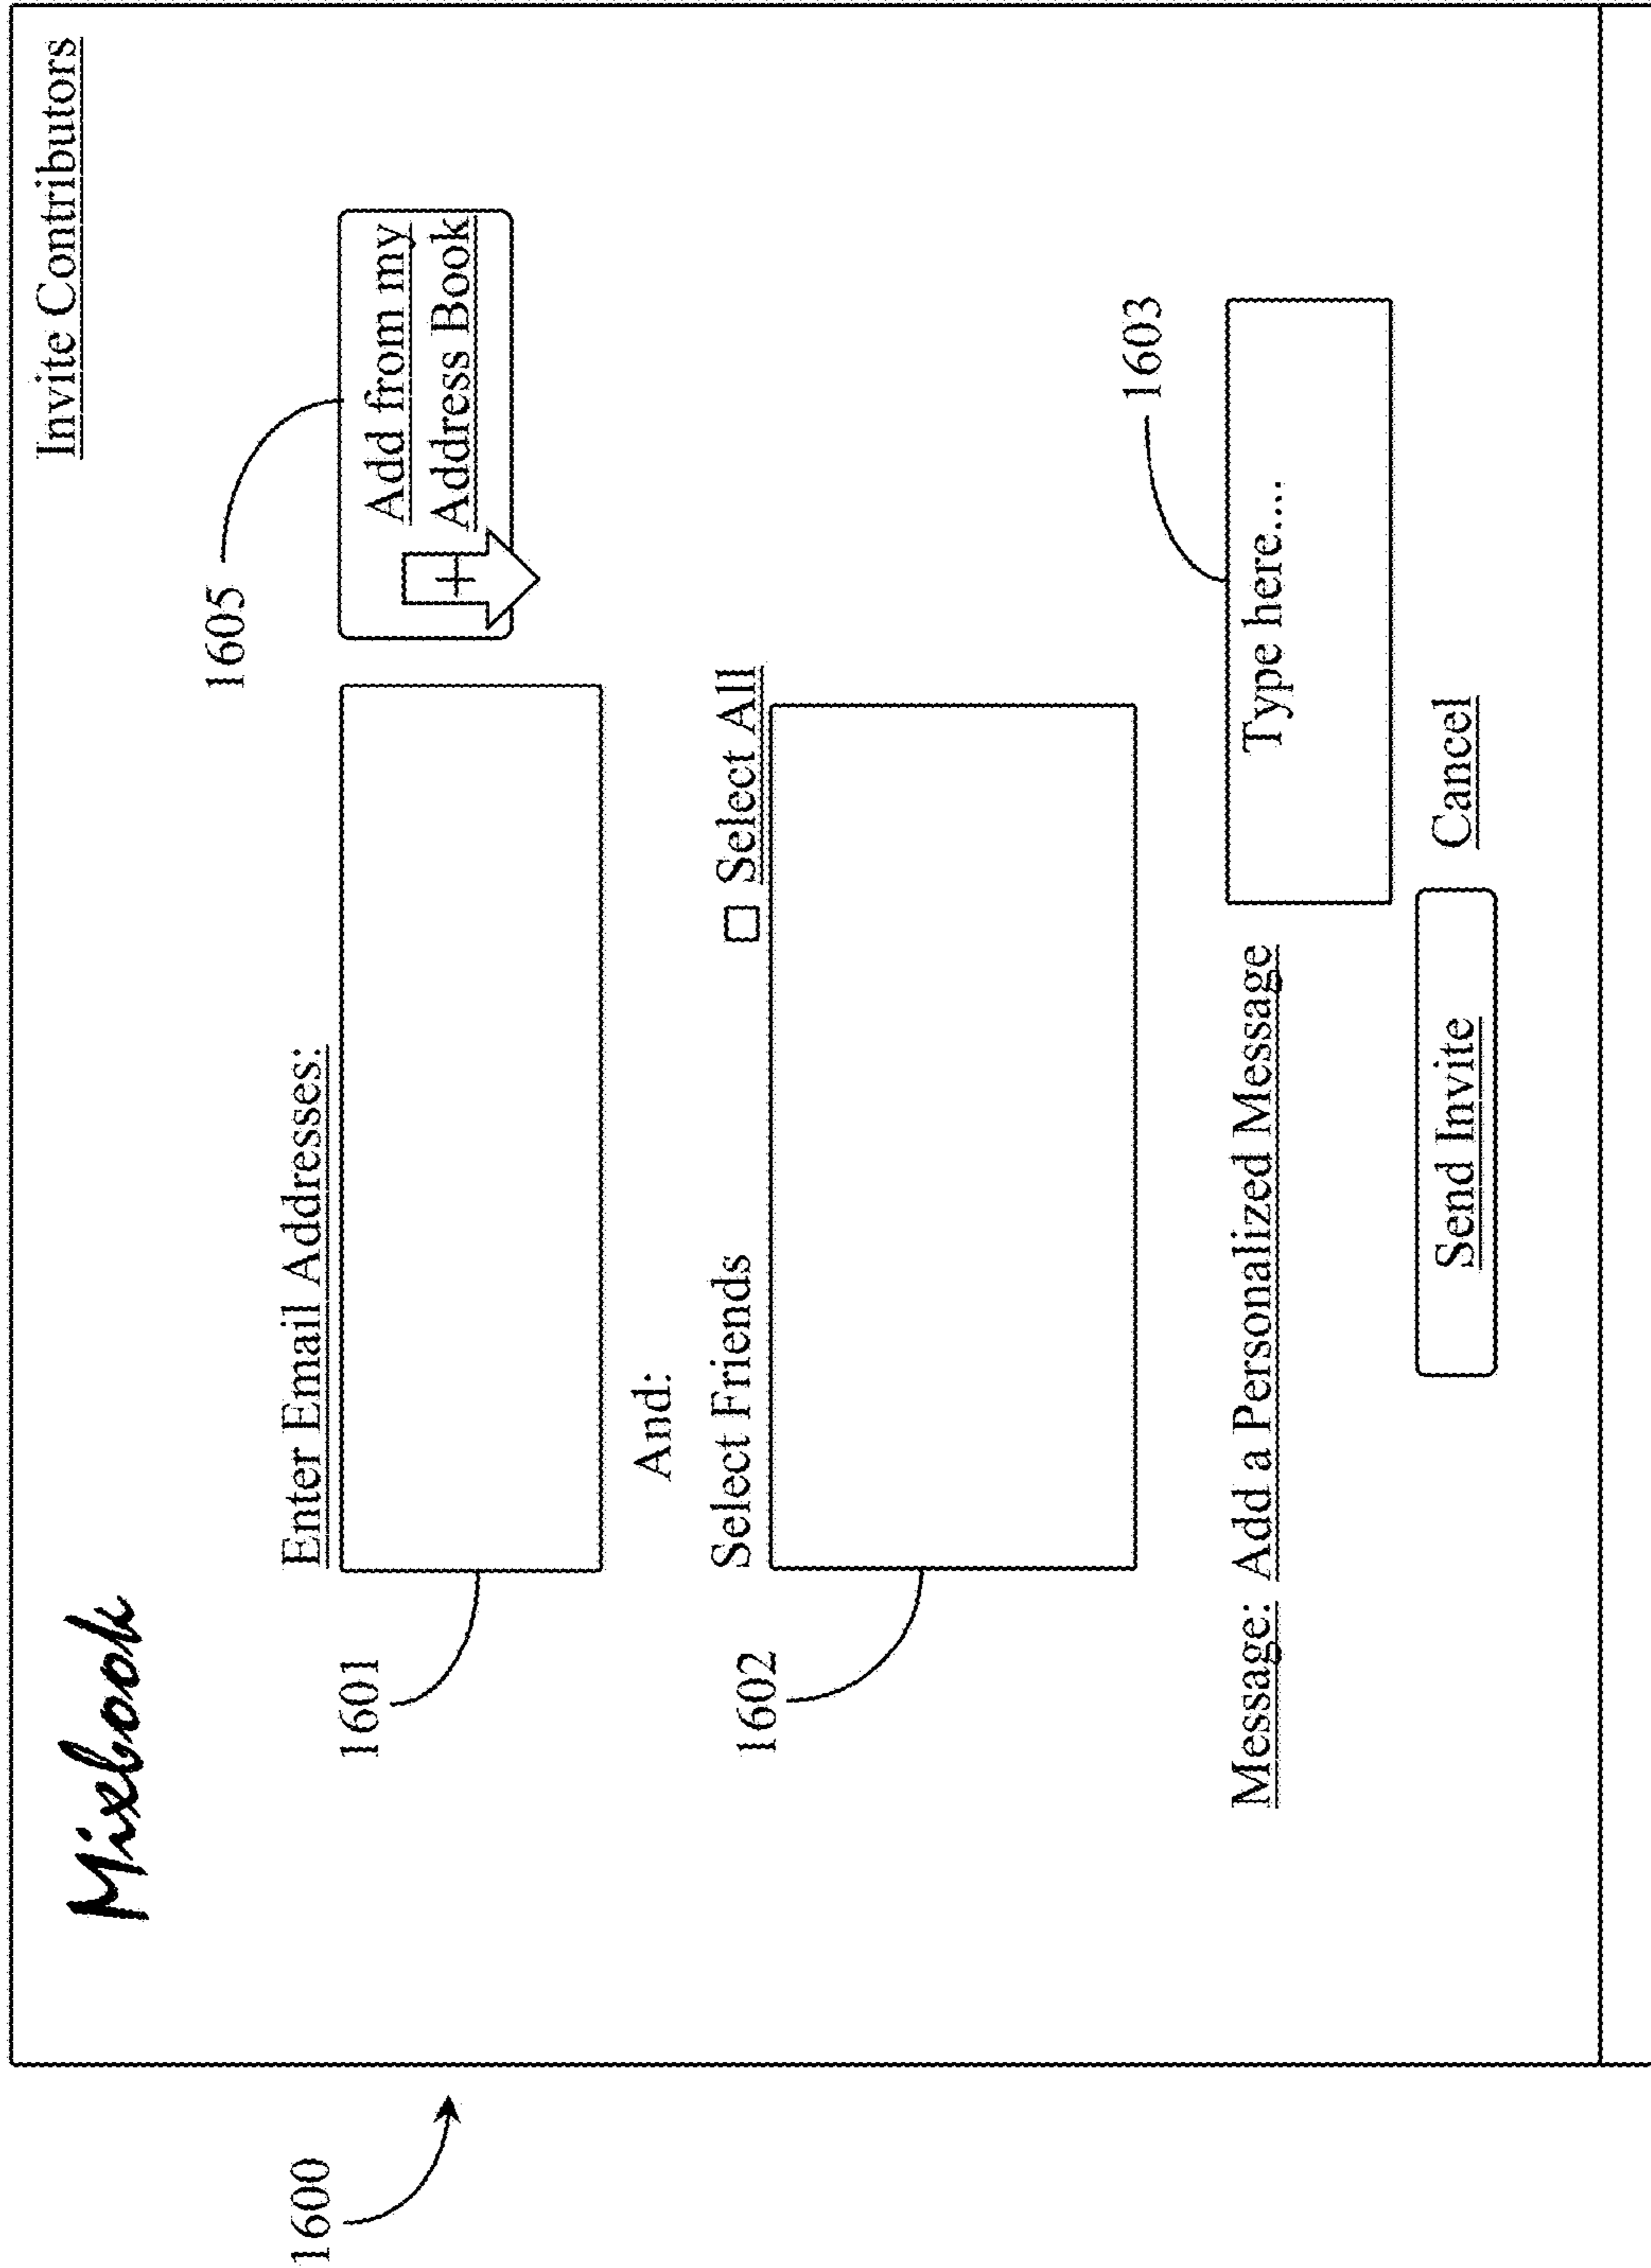 1600
Mixbook
Invite Contributors
1605
Enter Email Addresses:
1601
Add from my
Address Book
+
And:
Select Friends
Select All
1602
1603
Message: Add a Personalized Message
Type here....
Send Invite
Cancel